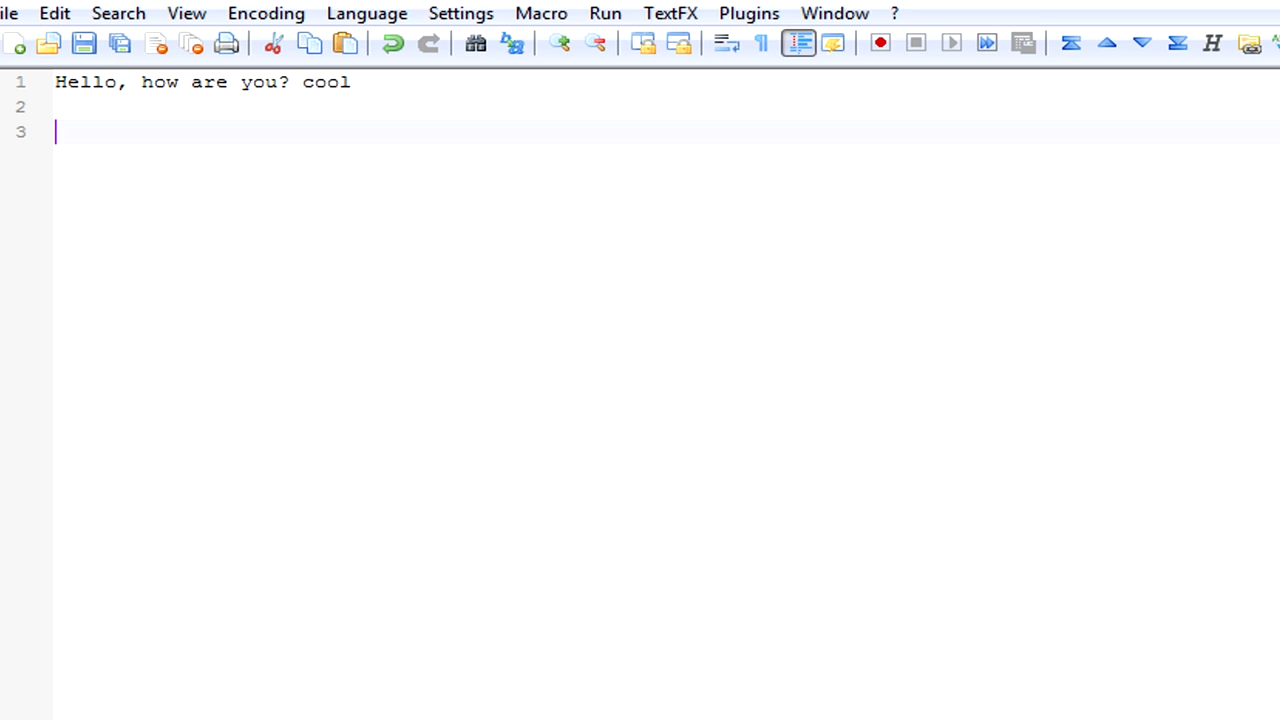 ile Edit Search View Encoding Language Settings Macro Run TextFX Plugins Window ?
1 Hello, how are you? cool
2
3